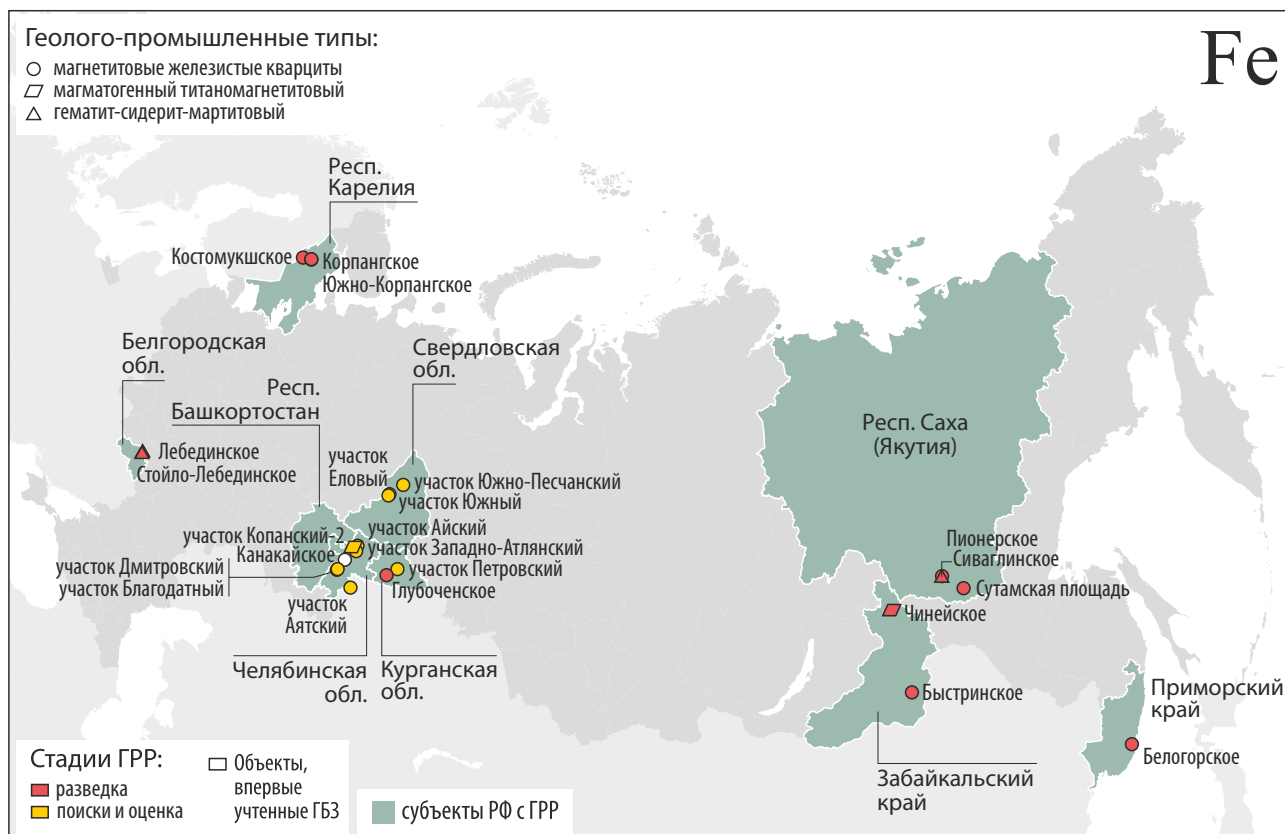 Геолого-промышленные типы:
магнетитовые железистые кварциты
магматогенный титаномагнетитовый
гематит-сидерит-мартитовый
Fe
Респ.
Карелия
Костомукшское
Корпангское
Южно-Корпангское
Белгородская
обл.
Свердловская
обл.
Респ.
Башкортостан
Респ. Саха
(Якутия)
Лебединское
Стойло-Лебединское
участок
Еловый
участок Южно-Песчанский
участок Южный
участок Айский
участок Копанский-2
Канакайское
участок Западно-Атлянский
участок Дмитровский
участок Петровский
участок Благодатный
Глубоченское
участок
Аятский
Пионерское
Сиваглинское
Сутамская площадь
Чинейское
Челябинская
обл.
Курганская
обл.
Быстринское
Приморский
край
Белогорское
Забайкальский
край
Стадии ГРР:
разведка
поиски и оценка
Объекты,
впервые
учтенные ГБЗ
субъекты РФ с ГРР